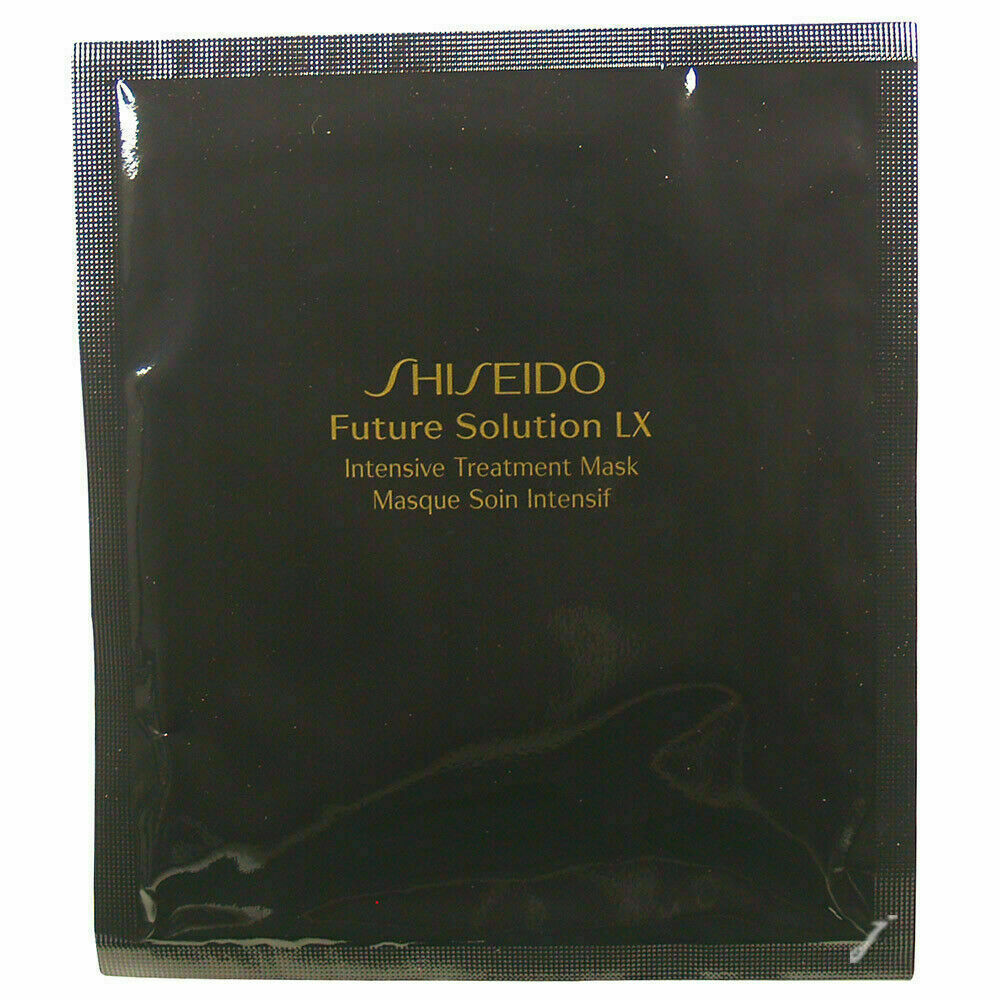 SHISEIDO
Future Solution LX
Intensive Treatment Mask
Masque Soin Intensif
j